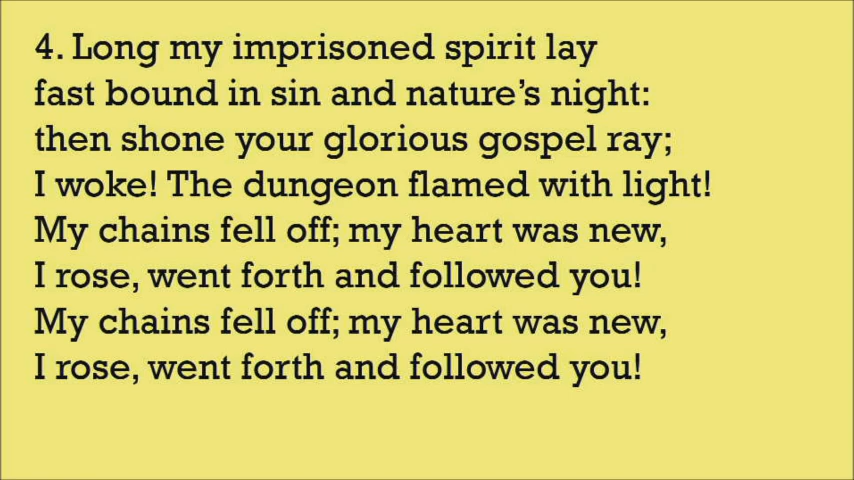 4. Long my imprisoned spirit lay
fast bound in sin and nature’s night:
then shone your glorious gospel ray;
I woke! The dungeon flamed with light!
My chains fell off; my heart was new,
I rose, went forth and followed you!
My chains fell off; my heart was new,
I rose, went forth and followed you!